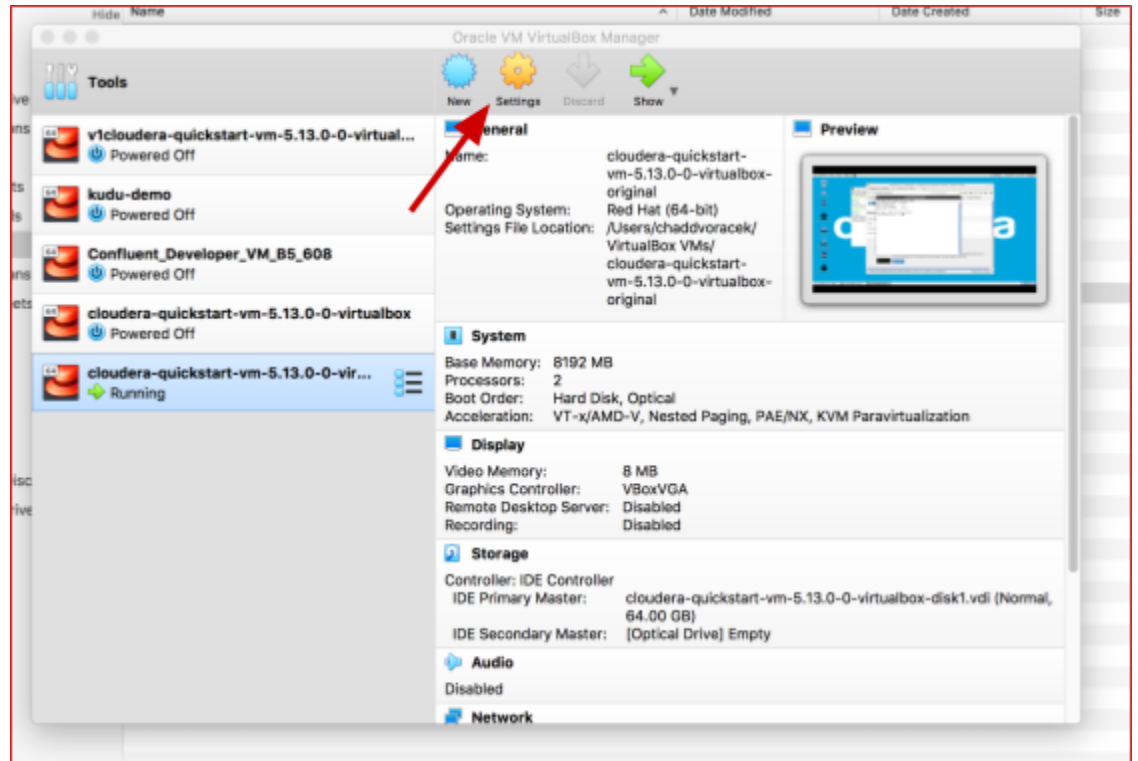 Hide Name Date Modified Date Created Size
Oracle VM VirtualBox Manager
Tools
New Settings Discard Show
v1cloudera-quickstart-vm-5.13.0-0-virtual...
Powered Off
kudu-demo
Powered Off
Confluent_Developer_VM_B5_608
Powered Off
cloudera-quickstart-vm-5.13.0-0-virtualbox
Powered Off
cloudera-quickstart-vm-5.13.0-0-vir...
Running
eneral
Name: cloudera-quickstart-
vm-5.13.0-0-virtualbox-
original
Operating System: Red Hat (64-bit)
Settings File Location: /Users/chaddvoracek/
VirtualBox VMs/
cloudera-quickstart-
vm-5.13.0-0-virtualbox-
original
Preview
System
Base Memory: 8192 MB
Processors: 2
Boot Order: Hard Disk, Optical
Acceleration: VT-x/AMD-V, Nested Paging, PAE/NX, KVM Paravirtualization
Display
Video Memory: 8 MB
Graphics Controller: VBoxVGA
Remote Desktop Server: Disabled
Recording: Disabled
Storage
Controller: IDE Controller
IDE Primary Master: cloudera-quickstart-vm-5.13.0-0-virtualbox-disk1.vdi (Normal,
64.00 GB)
IDE Secondary Master: [Optical Drive] Empty
Audio
Disabled
Network